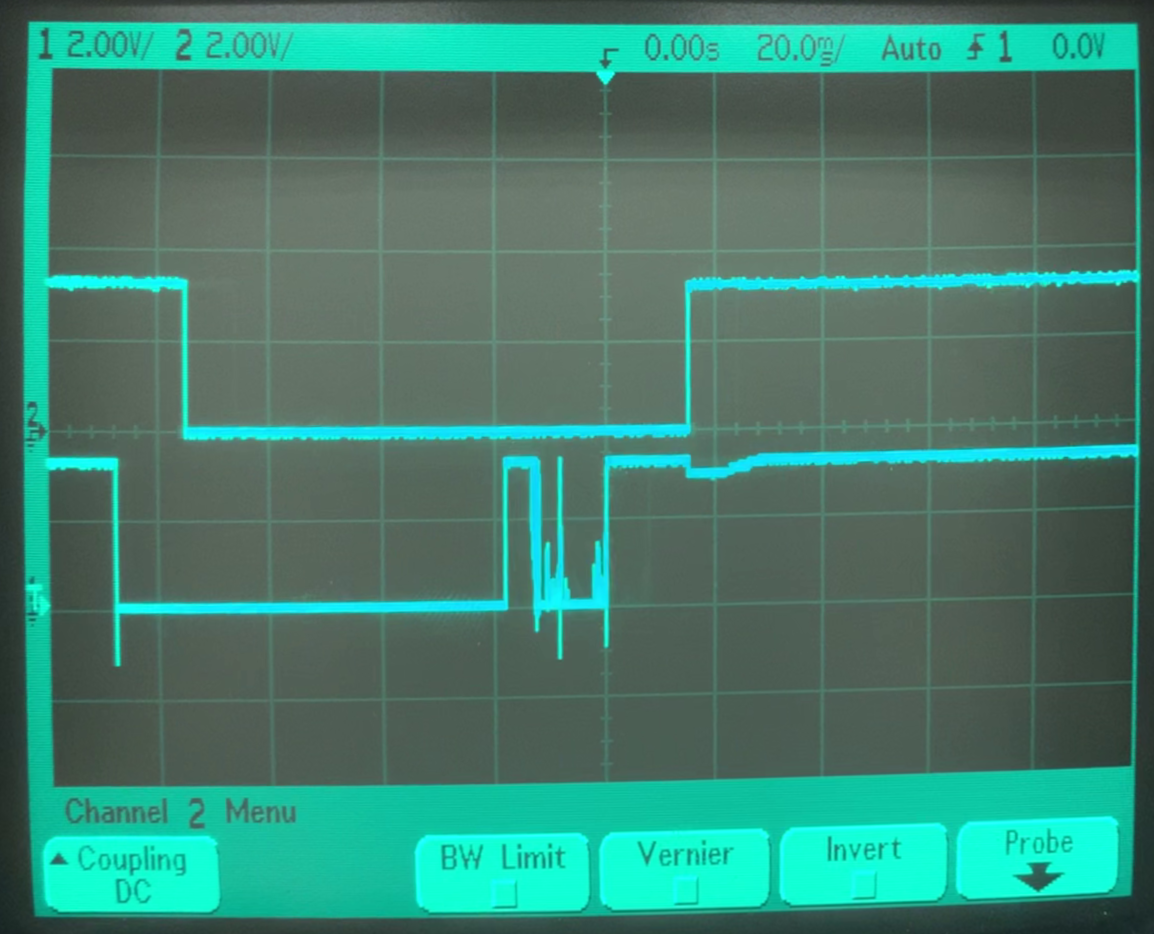 1 2.00V/ 2 2.00V/ 0.00s 20.0ms/ Auto 1 0.0V
2
Channel 2 Menu
Coupling
DC
BW Limit
Vernier
Invert
Probe